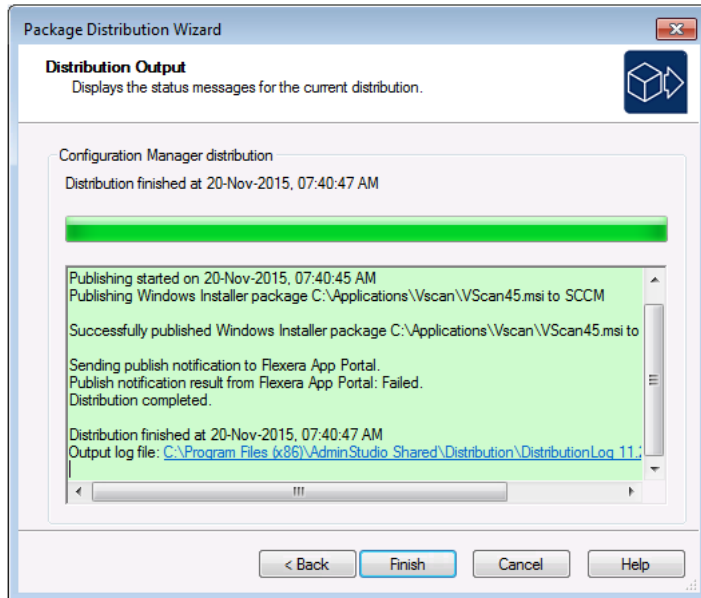 Package Distribution Wizard
Distribution Output
Displays the status messages for the current distribution.
Configuration Manager distribution
Distribution finished at 20-Nov-2015, 07:40:47 AM
Publishing started on 20-Nov-2015, 07:40:45 AM
Publishing Windows Installer package C:\Applications\Vscan\VScan45.msi to SCCM
Successfully published Windows Installer package C:\Applications\Vscan\VScan45.msi to
Sending publish notification to Flexera App Portal.
Publish notification result from Flexera App Portal: Failed.
Distribution completed.
Distribution finished at 20-Nov-2015, 07:40:47 AM
Output log file: C:\Program Files (x86)\AdminStudio Shared\Distribution\DistributionLog_11.2
< Back Finish Cancel Help